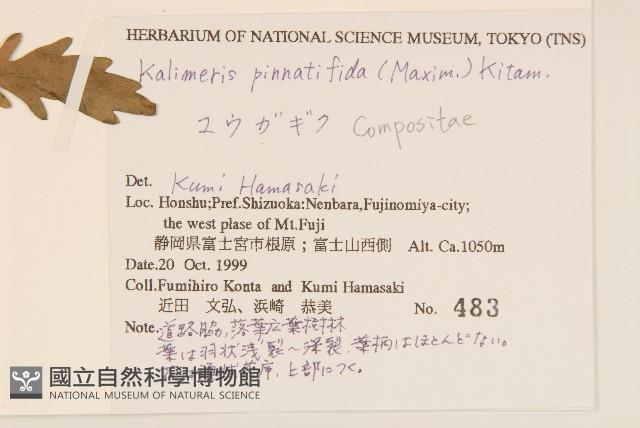 HERBARIUM OF NATIONAL SCIENCE MUSEUM, TOKYO (TNS)
Kalimeris pinnatifida (Maxim.) Kitam.
ユウガギク Compositae
Det. Kumi Hamasaki
Loc. Honshu;Pref.Shizuoka:Nenbara,Fujinomiya-city;
the west plase of Mt.Fuji
静岡県富士宮市根原；富士山西側 Alt. Ca.1050m
Date.20 Oct. 1999
Coll.Fumihiro Konta and Kumi Hamasaki
近田 文弘、浜崎 恭美 No. 483
Note. 道路脇，落葉広葉樹林
葉は羽状浅裂〜深裂，葉柄はほとんどない。
上部につく。
國立自然科學博物館
NATIONAL MUSEUM OF NATURAL SCIENCE